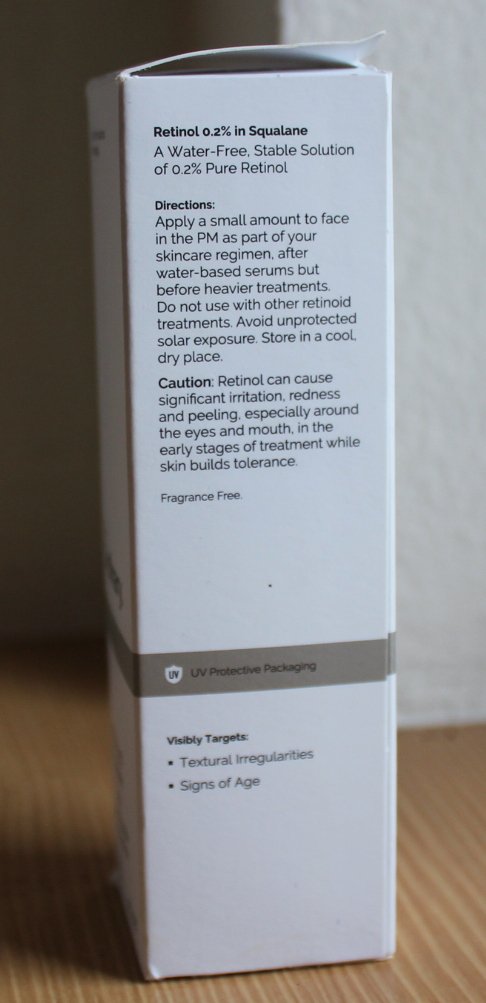 Retinol 0.2% in Squalane
A Water-Free, Stable Solution
of 0.2% Pure Retinol
Directions:
Apply a small amount to face
in the PM as part of your
skincare regimen, after
water-based serums but
before heavier treatments.
Do not use with other retinoid
treatments. Avoid unprotected
solar exposure. Store in a cool,
dry place.
Caution: Retinol can cause
significant irritation, redness
and peeling, especially around
the eyes and mouth, in the
early stages of treatment while
skin builds tolerance.
Fragrance Free.
UV UV Protective Packaging
Visibly Targets:
▪ Textural Irregularities
▪ Signs of Age